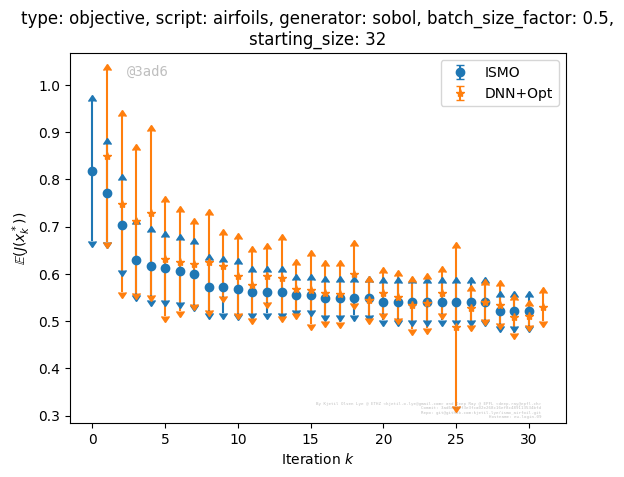 type: objective, script: airfoils, generator: sobol, batch_size_factor: 0.5,
starting_size: 32
@3ad6
ISMO
DNN+Opt
1.0
0.9
0.8
0.7
0.6
0.5
0.4
0.3
𝔼(J(x_k^*))
0 5 10 15 20 25 30
Iteration k